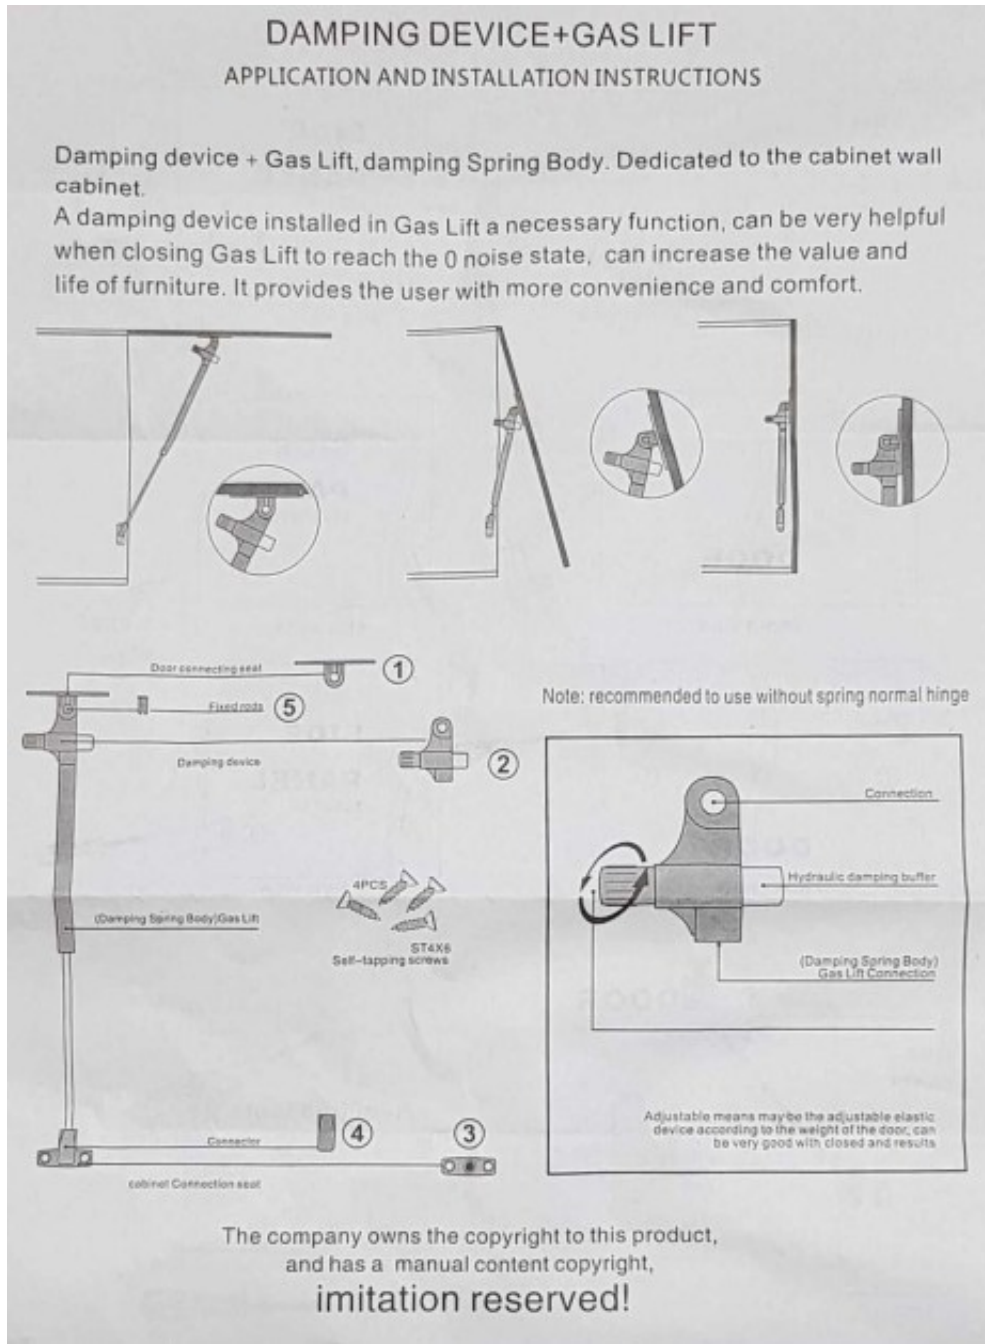 DAMPING DEVICE+GAS LIFT
APPLICATION AND INSTALLATION INSTRUCTIONS
Damping device + Gas Lift, damping Spring Body. Dedicated to the cabinet wall
cabinet.
A damping device installed in Gas Lift a necessary function, can be very helpful
when closing Gas Lift to reach the 0 noise state, can increase the value and
life of furniture. It provides the user with more convenience and comfort.
Door connecting seat
1
Fixed rods
5
Damping device
2
4PCS
(Damping Spring Body)Gas Lift
ST4X6
Self-tapping screws
Connector
4
3
cabinet Connection seat
Note: recommended to use without spring normal hinge
Connection
Hydraulic damping buffer
(Damping Spring Body)
Gas Lift Connection
Adjustable means maybe the adjustable elastic
device according to the weight of the door, can
be very good with closed and results
The company owns the copyright to this product,
and has a manual content copyright,
imitation reserved!